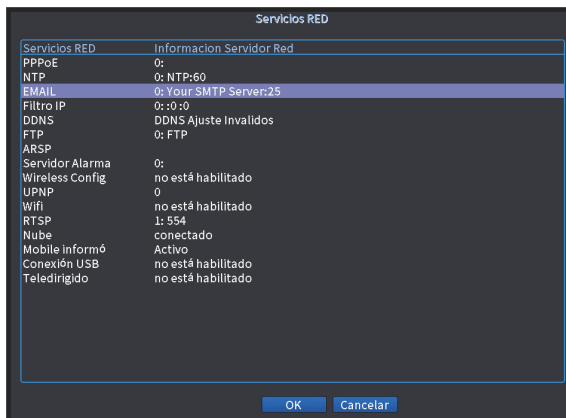 Servicios RED
Servicios RED Informacion Servidor Red
PPPoE 0:
NTP 0: NTP:60
EMAIL 0: Your SMTP Server:25
Filtro IP 0: :0 :0
DDNS DDNS Ajuste Invalidos
FTP 0: FTP
ARSP
Servidor Alarma 0:
Wireless Config no está habilitado
UPNP 0
Wifi no está habilitado
RTSP 1: 554
Nube conectado
Mobile informó Activo
Conexión USB no está habilitado
Teledirigido no está habilitado
OK Cancelar